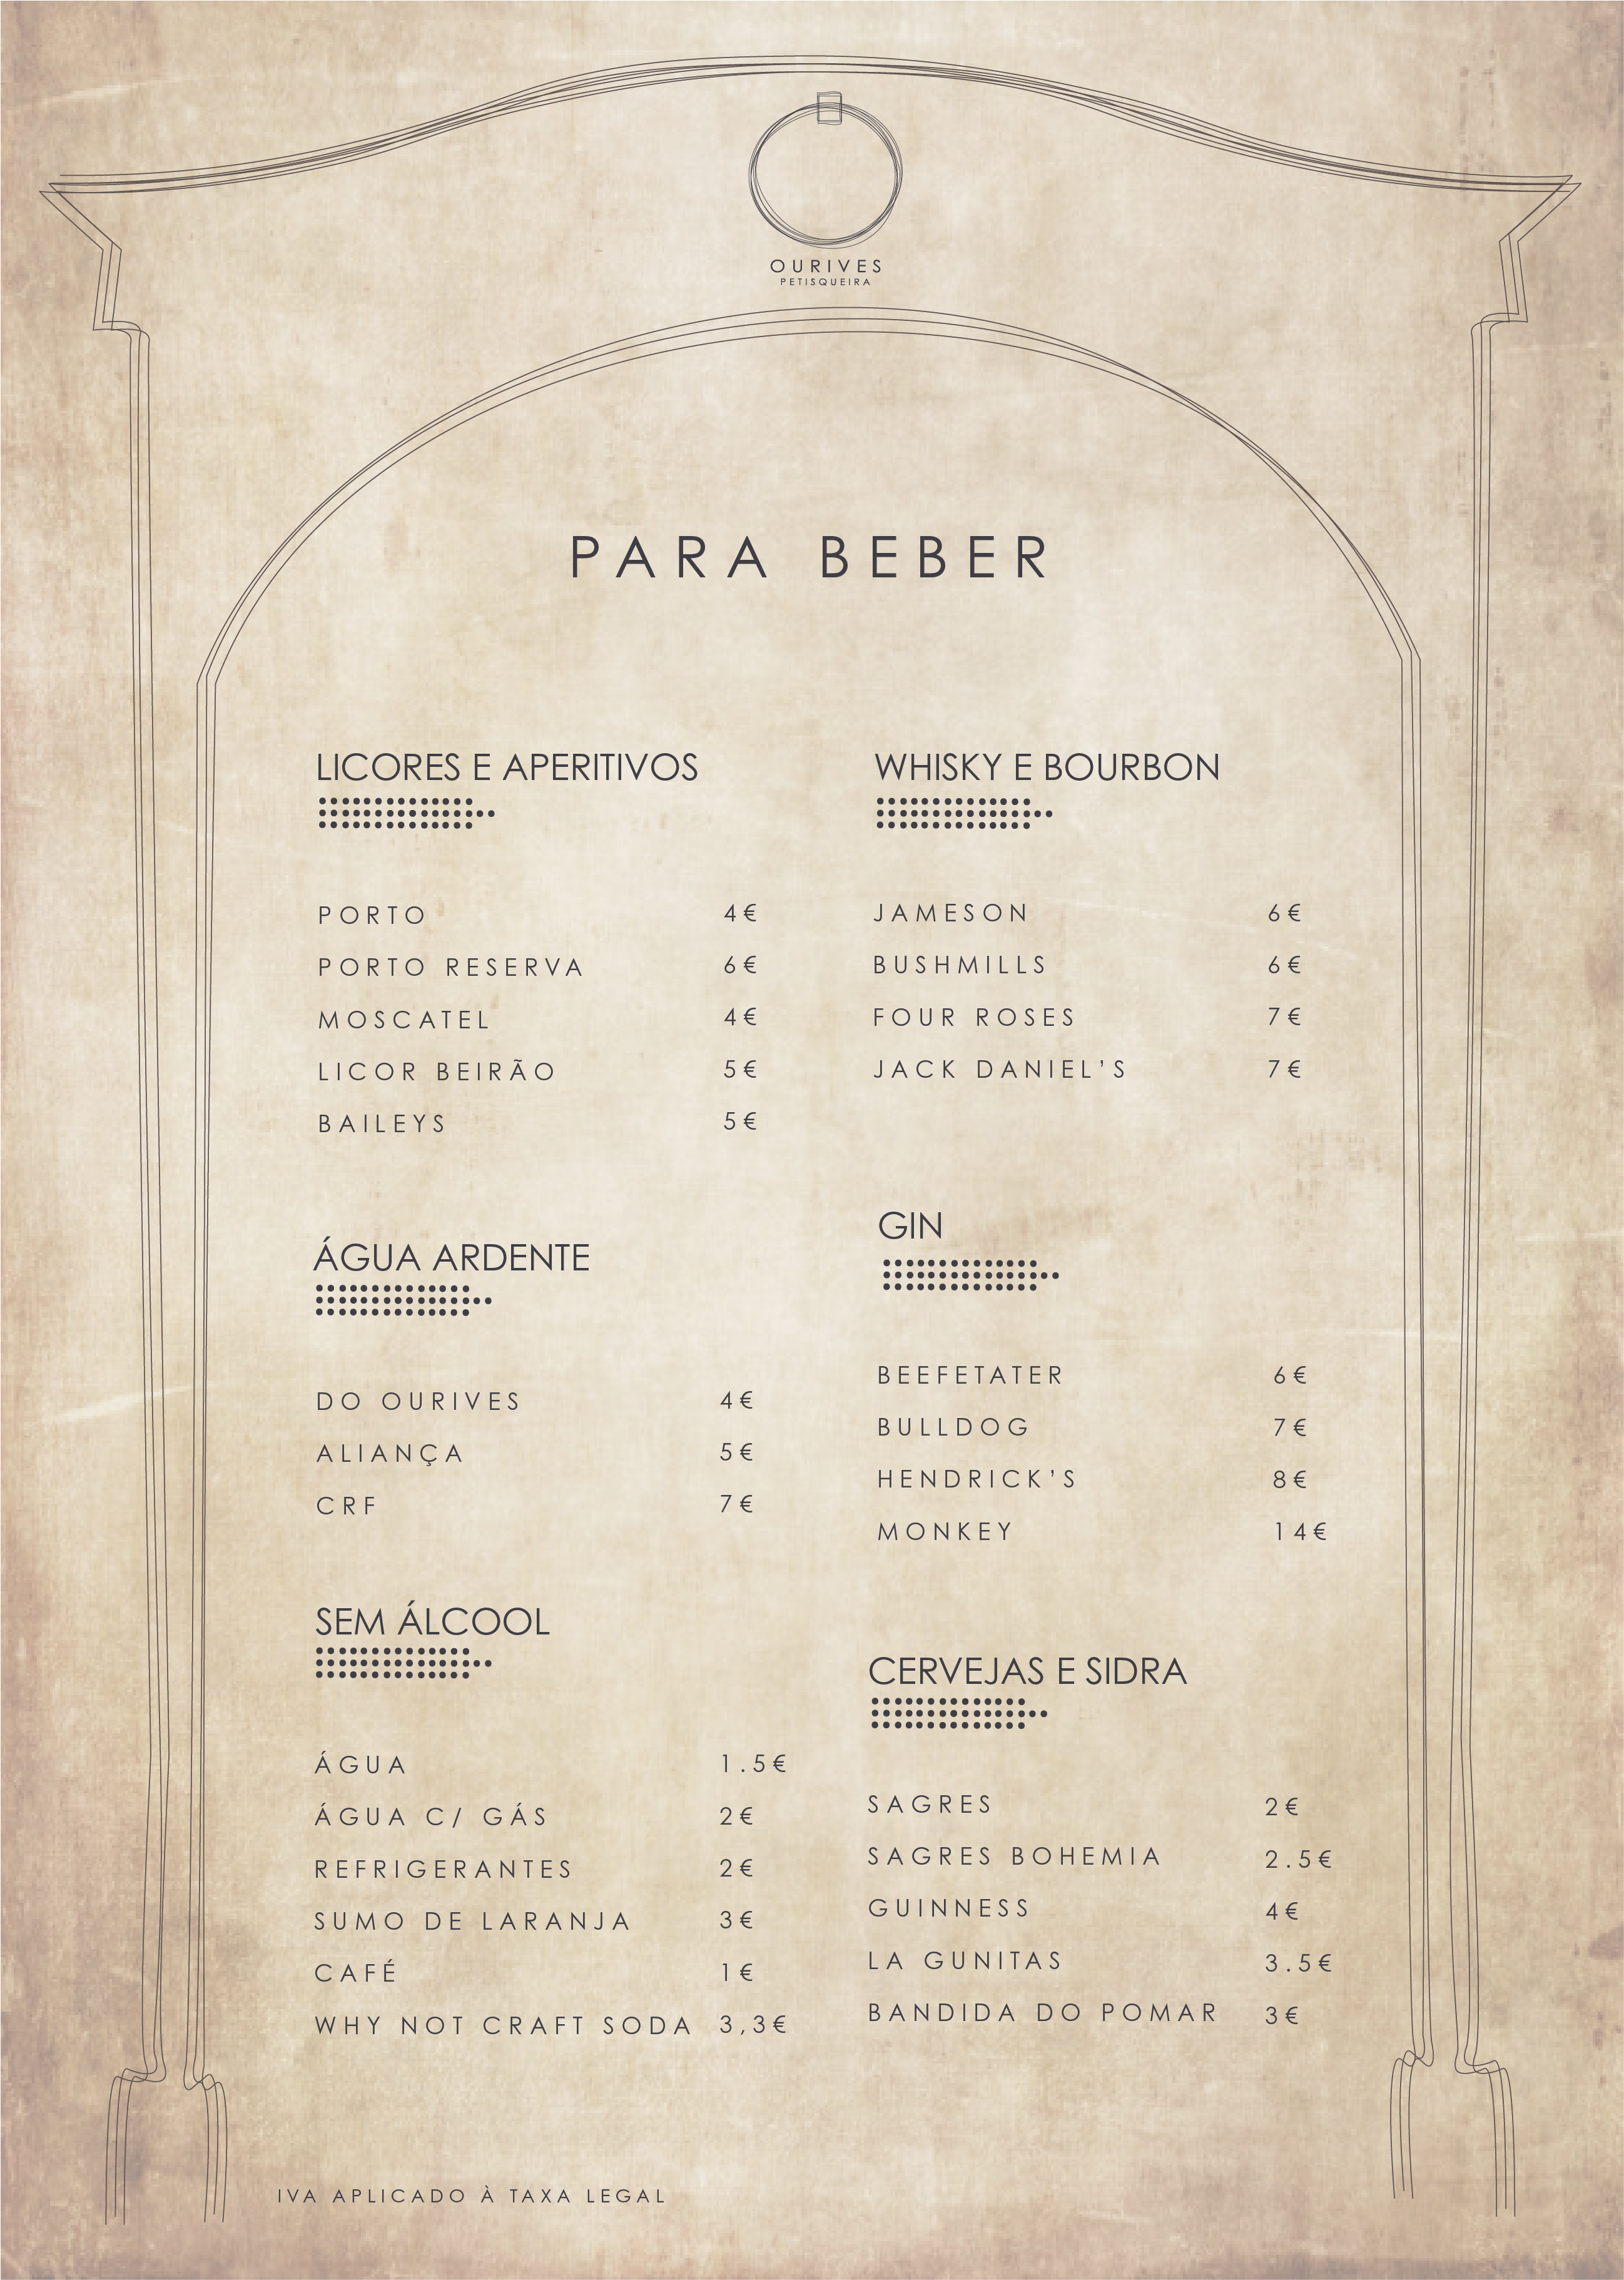 OURIVES
PETISQUEIRA
PARA BEBER
LICORES E APERITIVOS
PORTO 4€
PORTO RESERVA 6€
MOSCATEL 4€
LICOR BEIRÃO 5€
BAILEYS 5€
ÁGUA ARDENTE
DO OURIVES 4€
ALIANÇA 5€
CRF 7€
SEM ÁLCOOL
ÁGUA 1.5€
ÁGUA C/ GÁS 2€
REFRIGERANTES 2€
SUMO DE LARANJA 3€
CAFÉ 1€
WHY NOT CRAFT SODA 3,3€
WHISKY E BOURBON
JAMESON 6€
BUSHMILLS 6€
FOUR ROSES 7€
JACK DANIEL'S 7€
GIN
BEEFETATER 6€
BULLDOG 7€
HENDRICK'S 8€
MONKEY 14€
CERVEJAS E SIDRA
SAGRES 2€
SAGRES BOHEMIA 2.5€
GUINNESS 4€
LA GUNITAS 3.5€
BANDIDA DO POMAR 3€
IVA APLICADO À TAXA LEGAL